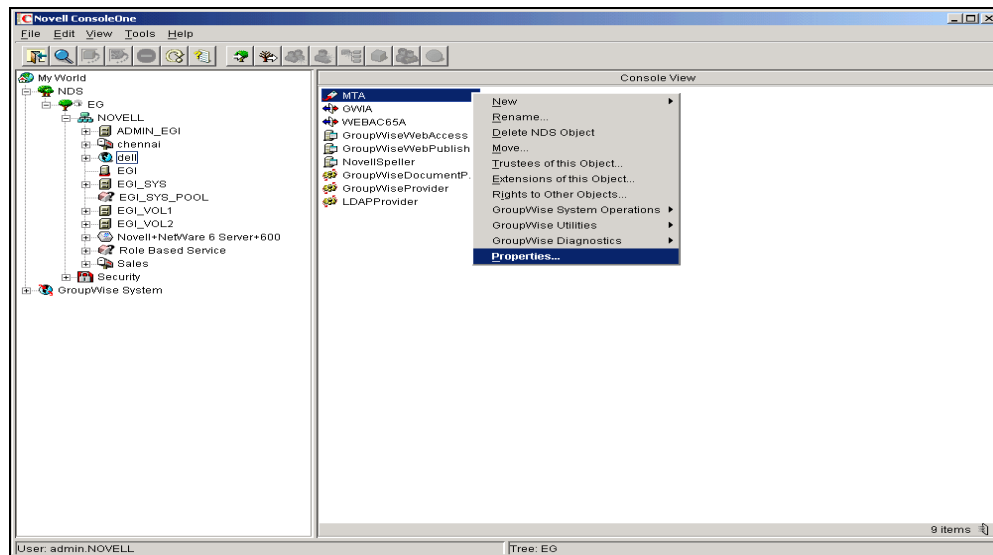 Novell ConsoleOne
File Edit View Tools Help
My World
NDS
EG
NOVELL
ADMIN_EGI
chennai
dell
EGI
EGI_SYS
EGI_SYS_POOL
EGI_VOL1
EGI_VOL2
Novell+NetWare 6 Server+600
Role Based Service
Sales
Security
GroupWise System
Console View
MTA
GWIA
WEBAC65A
GroupWiseWebAccess
GroupWiseWebPublish
NovellSpeller
GroupWiseDocumentP.
GroupWiseProvider
LDAPProvider
New
Rename...
Delete NDS Object
Move...
Trustees of this Object...
Extensions of this Object...
Rights to Other Objects...
GroupWise System Operations
GroupWise Utilities
GroupWise Diagnostics
Properties...
9 items
User: admin.NOVELL
Tree: EG